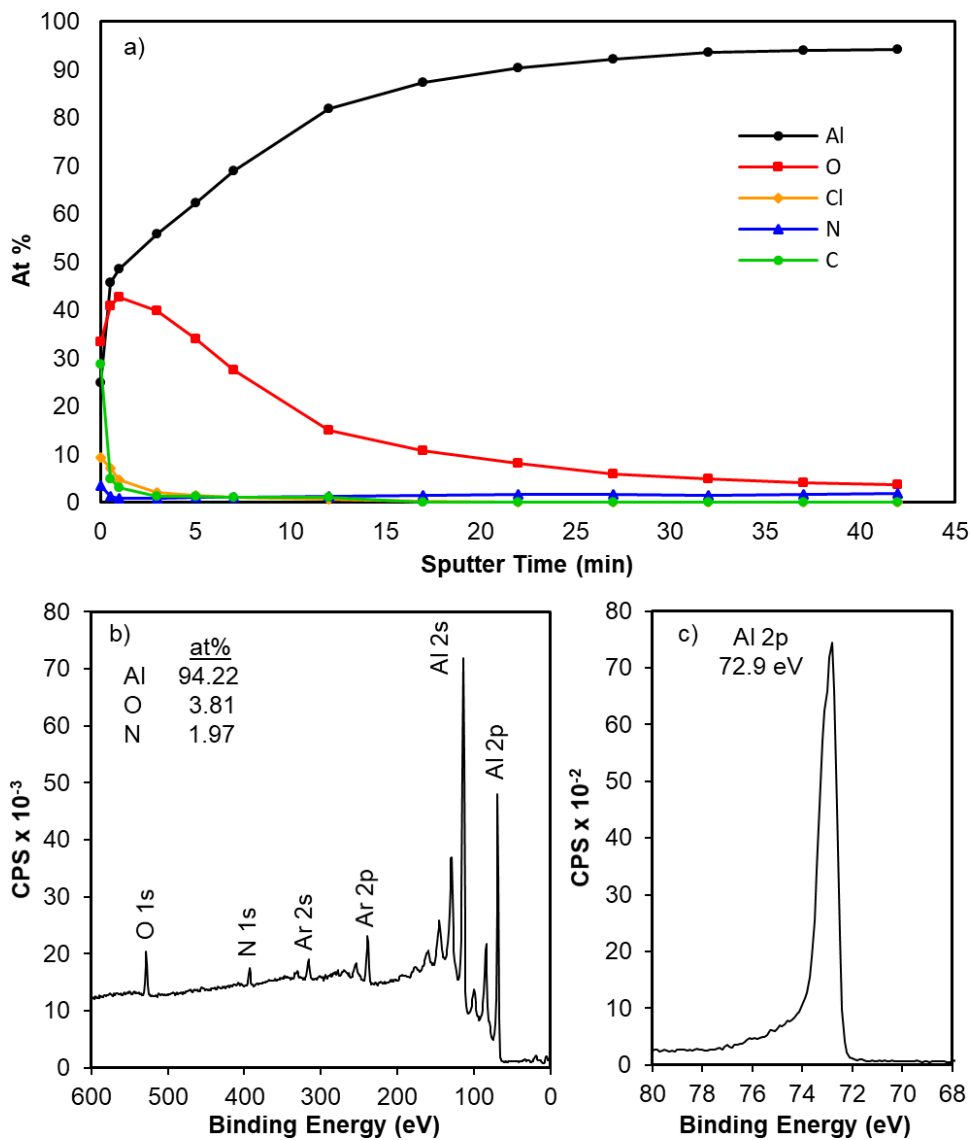 a)
At %
100
90
80
70
60
50
40
30
20
10
0
Al
O
Cl
N
C
0 5 10 15 20 25 30 35 40 45
Sputter Time (min)
b)
at%
Al 94.22
O 3.81
N 1.97
CPS x 10-3
80
70
60
50
40
30
20
10
0
O 1s
N 1s
Ar 2s
Ar 2p
Al 2s
Al 2p
600 500 400 300 200 100 0
Binding Energy (eV)
c)
Al 2p
72.9 eV
CPS x 10-2
80
70
60
50
40
30
20
10
0
80 78 76 74 72 70 68
Binding Energy (eV)